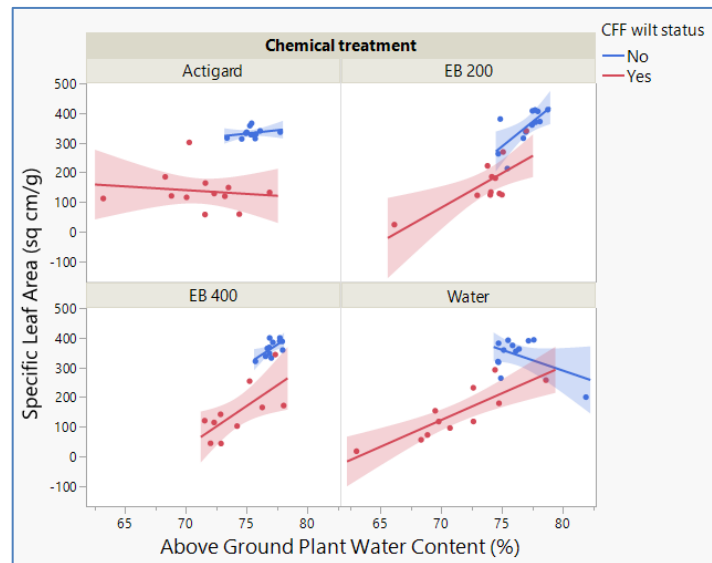 CFF wilt status
No
Yes
Chemical treatment
Actigard
EB 200
500
400
300
200
100
0
-100
EB 400
Water
500
400
300
200
100
0
-100
65
70
75
80
65
70
75
80
Specific Leaf Area (sq cm/g)
Above Ground Plant Water Content (%)